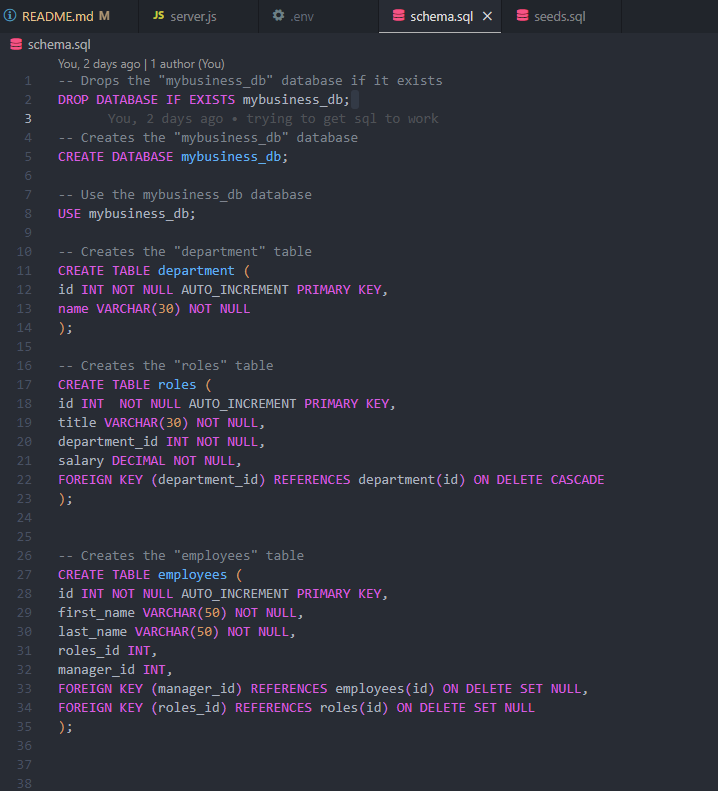 README.md M server.js .env schema.sql seeds.sql
schema.sql
You, 2 days ago | 1 author (You)
1 -- Drops the "mybusiness_db" database if it exists
2 DROP DATABASE IF EXISTS mybusiness_db;
3 You, 2 days ago • trying to get sql to work
4 -- Creates the "mybusiness_db" database
5 CREATE DATABASE mybusiness_db;
6
7 -- Use the mybusiness_db database
8 USE mybusiness_db;
9
10 -- Creates the "department" table
11 CREATE TABLE department (
12 id INT NOT NULL AUTO_INCREMENT PRIMARY KEY,
13 name VARCHAR(30) NOT NULL
14 );
15
16 -- Creates the "roles" table
17 CREATE TABLE roles (
18 id INT  NOT NULL AUTO_INCREMENT PRIMARY KEY,
19 title VARCHAR(30) NOT NULL,
20 department_id INT NOT NULL,
21 salary DECIMAL NOT NULL,
22 FOREIGN KEY (department_id) REFERENCES department(id) ON DELETE CASCADE
23 );
24
25
26 -- Creates the "employees" table
27 CREATE TABLE employees (
28 id INT NOT NULL AUTO_INCREMENT PRIMARY KEY,
29 first_name VARCHAR(50) NOT NULL,
30 last_name VARCHAR(50) NOT NULL,
31 roles_id INT,
32 manager_id INT,
33 FOREIGN KEY (manager_id) REFERENCES employees(id) ON DELETE SET NULL,
34 FOREIGN KEY (roles_id) REFERENCES roles(id) ON DELETE SET NULL
35 );
36
37
38